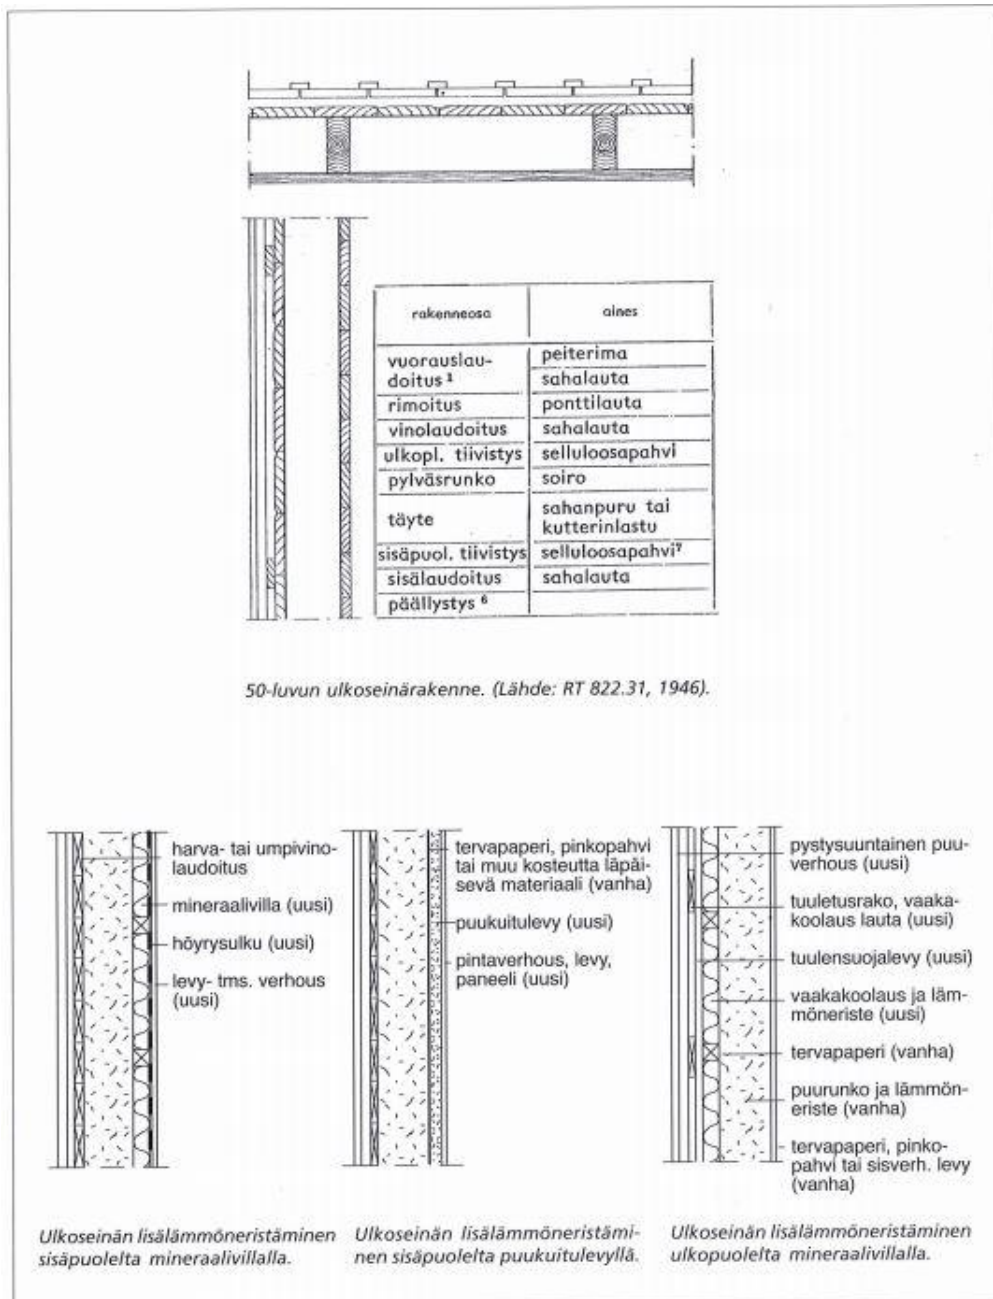 rakenneosa aines
vuorauslau-
doitus ¹
peiterima
sahalauta
rimoitus ponttilauta
vinolaudoitus sahalauta
ulkopl. tiivistys selluloosapahvi
pylväsrunko soiro
täyte
sahanpuru tai
kutterinlastu
sisäpuol. tiivistys selluloosapahvi⁷
sisälaudoitus sahalauta
päällystys ⁶
50-luvun ulkoseinärakenne. (Lähde: RT 822.31, 1946).
harva- tai umpivino-
laudoitus
mineraalivilla (uusi)
höyrysulku (uusi)
levy- tms. verhous
(uusi)
Ulkoseinän lisälämmöneristäminen
sisäpuolelta mineraalivillalla.
tervapaperi, pinkopahvi
tai muu kosteutta läpäi-
sevä materiaali (vanha)
puukuitulevy (uusi)
pintaverhous, levy,
paneeli (uusi)
Ulkoseinän lisälämmöneristämi-
nen sisäpuolelta puukuitulevyllä.
pystysuuntainen puu-
verhous (uusi)
tuuletusrako, vaaka-
koolaus lauta (uusi)
tuulensuojalevy (uusi)
vaakakoolaus ja läm-
möneriste (uusi)
tervapaperi (vanha)
puurunko ja lämmön-
eriste (vanha)
tervapaperi, pinko-
pahvi tai sisverh. levy
(vanha)
Ulkoseinän lisälämmöneristäminen
ulkopuolelta mineraalivillalla.